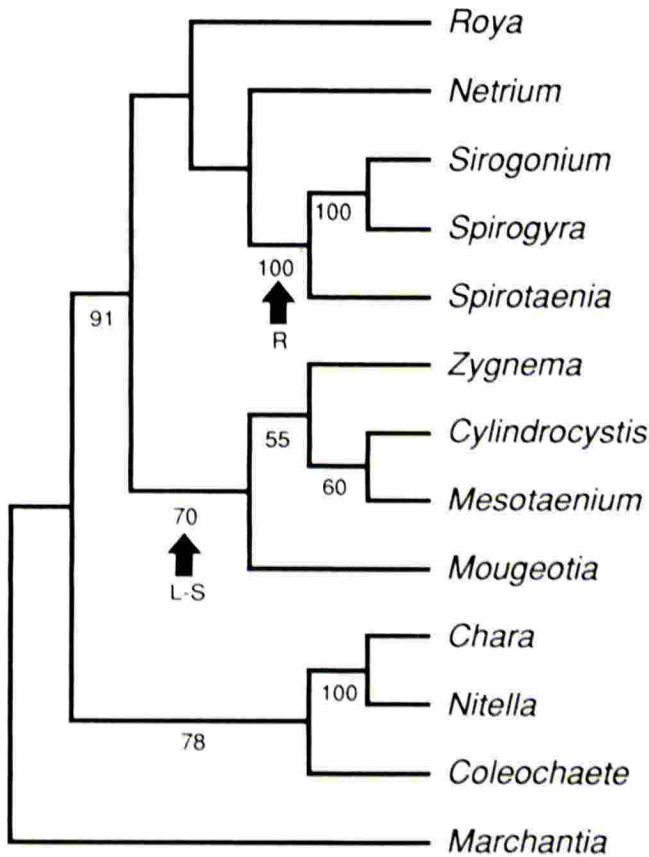 Roya
Netrium
Sirogonium
100
Spirogyra
100
Spirotaenia
R
91
Zygnema
55
Cylindrocystis
60
Mesotaenium
70
Mougeotia
L-S
Chara
100
Nitella
78
Coleochaete
Marchantia